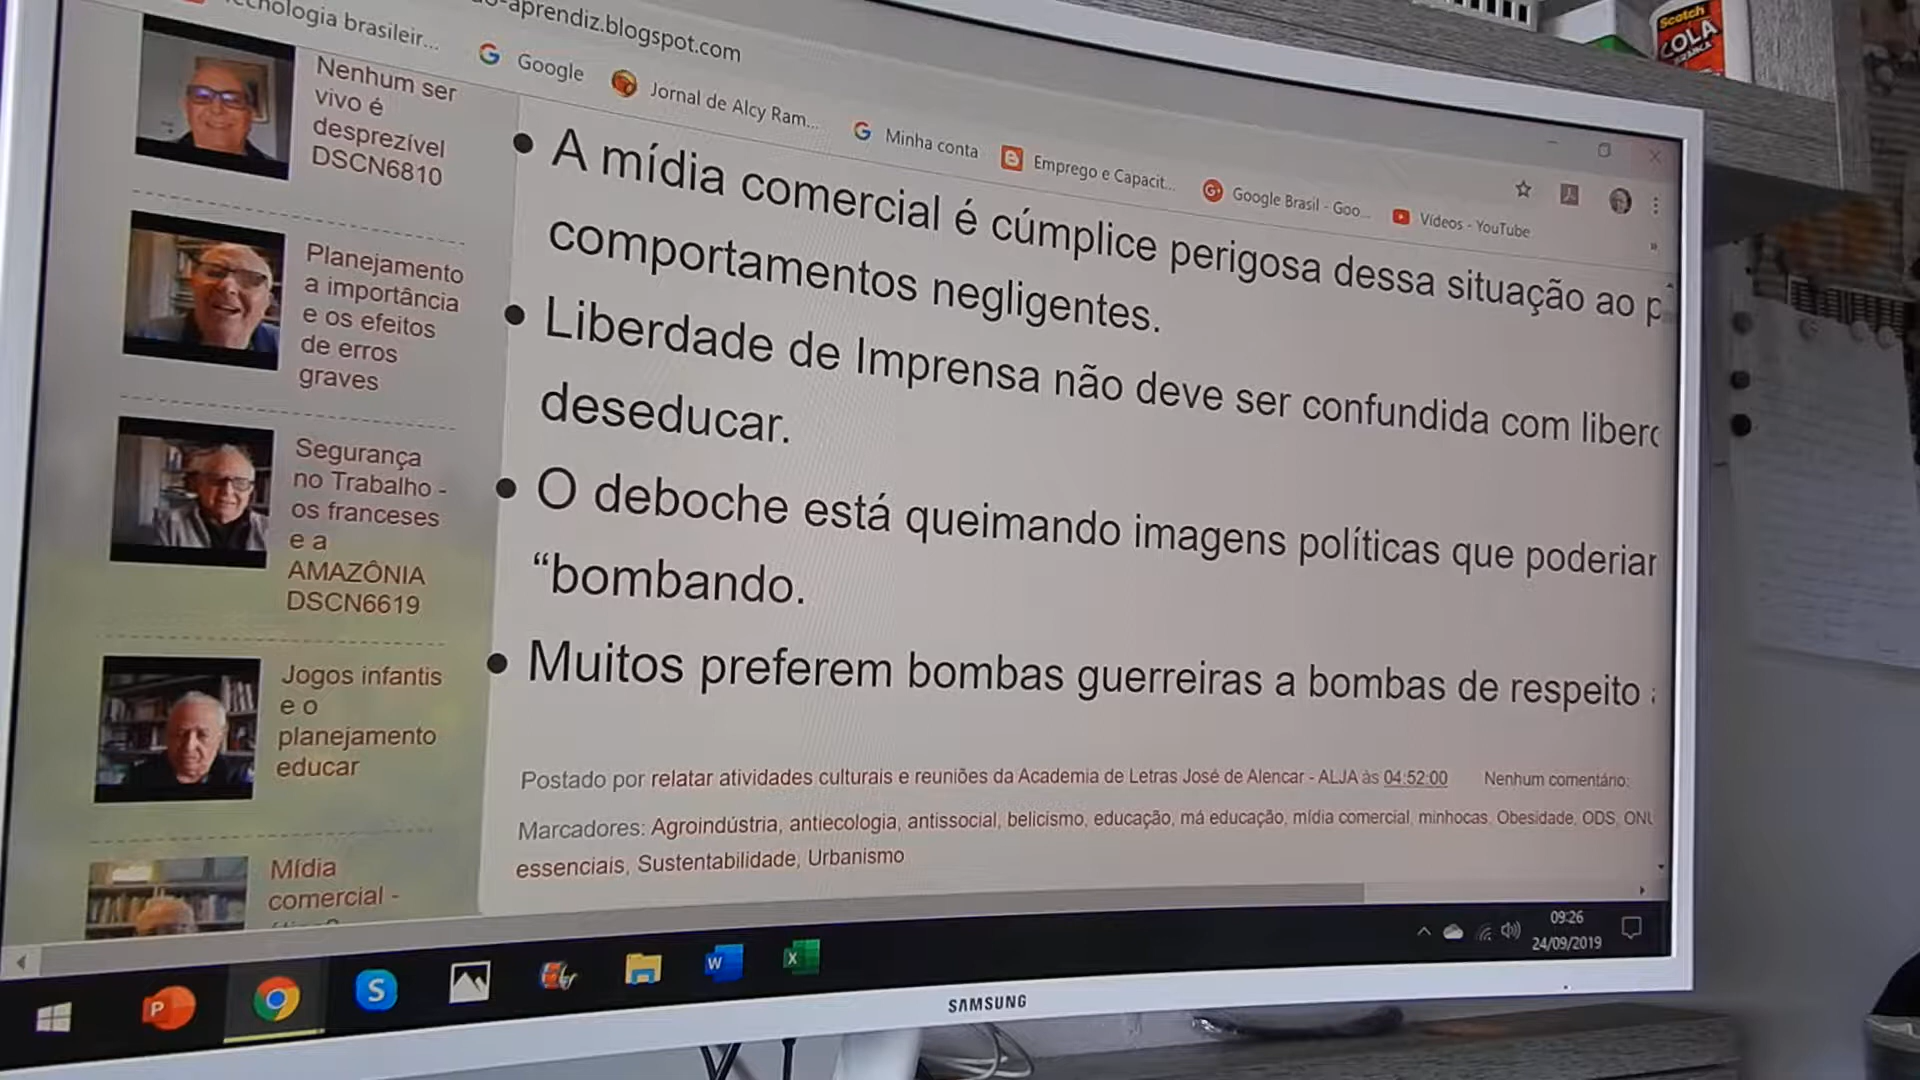 -aprendiz.blogspot.com
tecnologia brasileir...
Google
Jornal de Alcy Ram...
Minha conta
Emprego e Capacit...
Google Brasil - Goo...
Vídeos - YouTube
Scotch
COLA
Nenhum ser
vivo é
desprezível
DSCN6810
Planejamento
a importância
e os efeitos
de erros
graves
Segurança
no Trabalho -
os franceses
e a
AMAZÔNIA
DSCN6619
Jogos infantis
e o
planejamento
educar
Mídia
comercial -
• A mídia comercial é cúmplice perigosa dessa situação ao p
comportamentos negligentes.
• Liberdade de Imprensa não deve ser confundida com liberd
deseducar.
• O deboche está queimando imagens políticas que poderiam
“bombando.
• Muitos preferem bombas guerreiras a bombas de respeito
Postado por relatar atividades culturais e reuniões da Academia de Letras José de Alencar - ALJA às 04:52:00 Nenhum comentário:
Marcadores: Agroindústria, antiecologia, antissocial, belicismo, educação, má educação, mídia comercial, minhocas, Obesidade, ODS, ONU
essenciais, Sustentabilidade, Urbanismo
09:26
24/09/2019
SAMSUNG